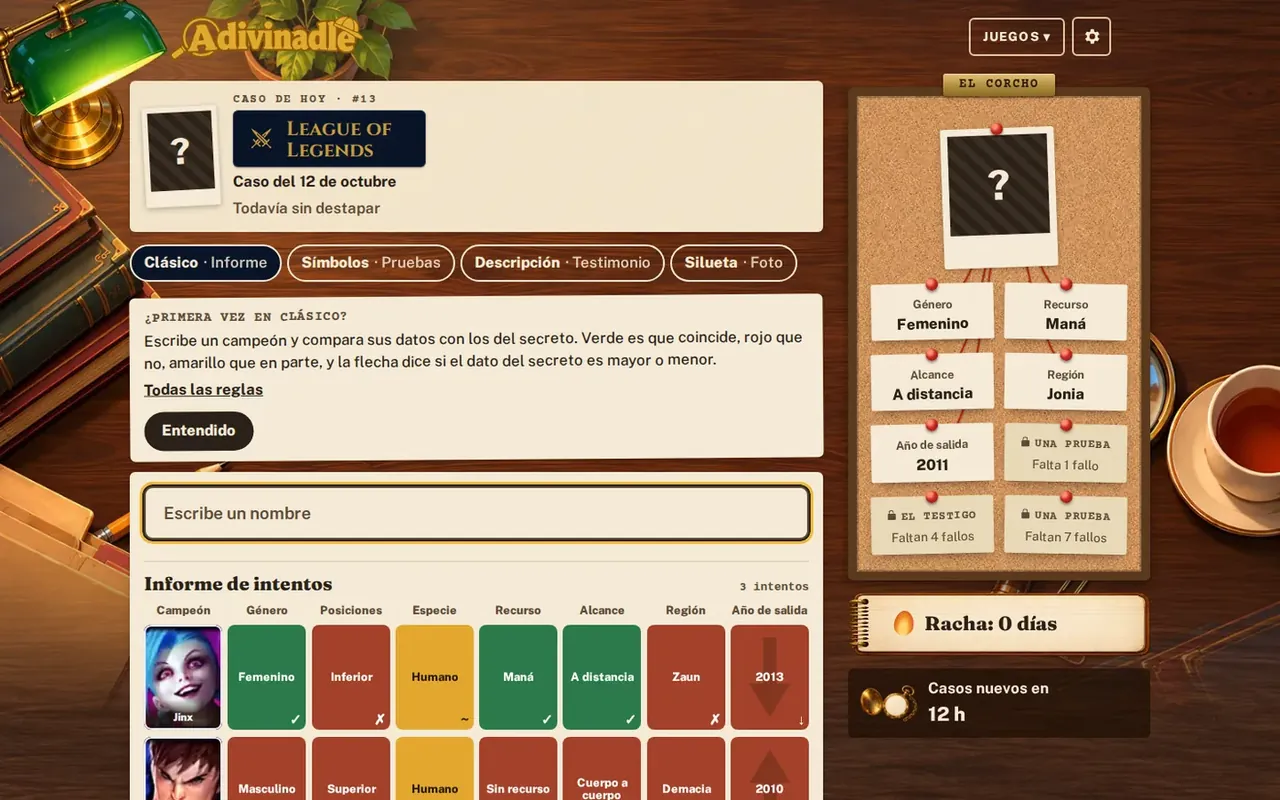 Adivinadle
JUEGOS ▾
CASO DE HOY · #13
?
LEAGUE OF
LEGENDS
Caso del 12 de octubre
Todavía sin destapar
Clásico · Informe
Símbolos · Pruebas
Descripción · Testimonio
Silueta · Foto
¿PRIMERA VEZ EN CLÁSICO?
Escribe un campeón y compara sus datos con los del secreto. Verde es que coincide, rojo que
no, amarillo que en parte, y la flecha dice si el dato del secreto es mayor o menor.
Todas las reglas
Entendido
Escribe un nombre
Informe de intentos
3 intentos
Campeón Género Posiciones Especie Recurso Alcance Región Año de salida
Jinx Femenino ✓ Inferior ✗ Humano ~ Maná ✓ A distancia ✓ Zaun ✗ 2013 ↓
Masculino Superior Humano Sin recurso Cuerpo a cuerpo Demacia 2010
EL CORCHO
?
Género
Femenino
Recurso
Maná
Alcance
A distancia
Región
Jonia
Año de salida
2011
UNA PRUEBA
Falta 1 fallo
EL TESTIGO
Faltan 4 fallos
UNA PRUEBA
Faltan 7 fallos
Racha: 0 días
Casos nuevos en
12 h